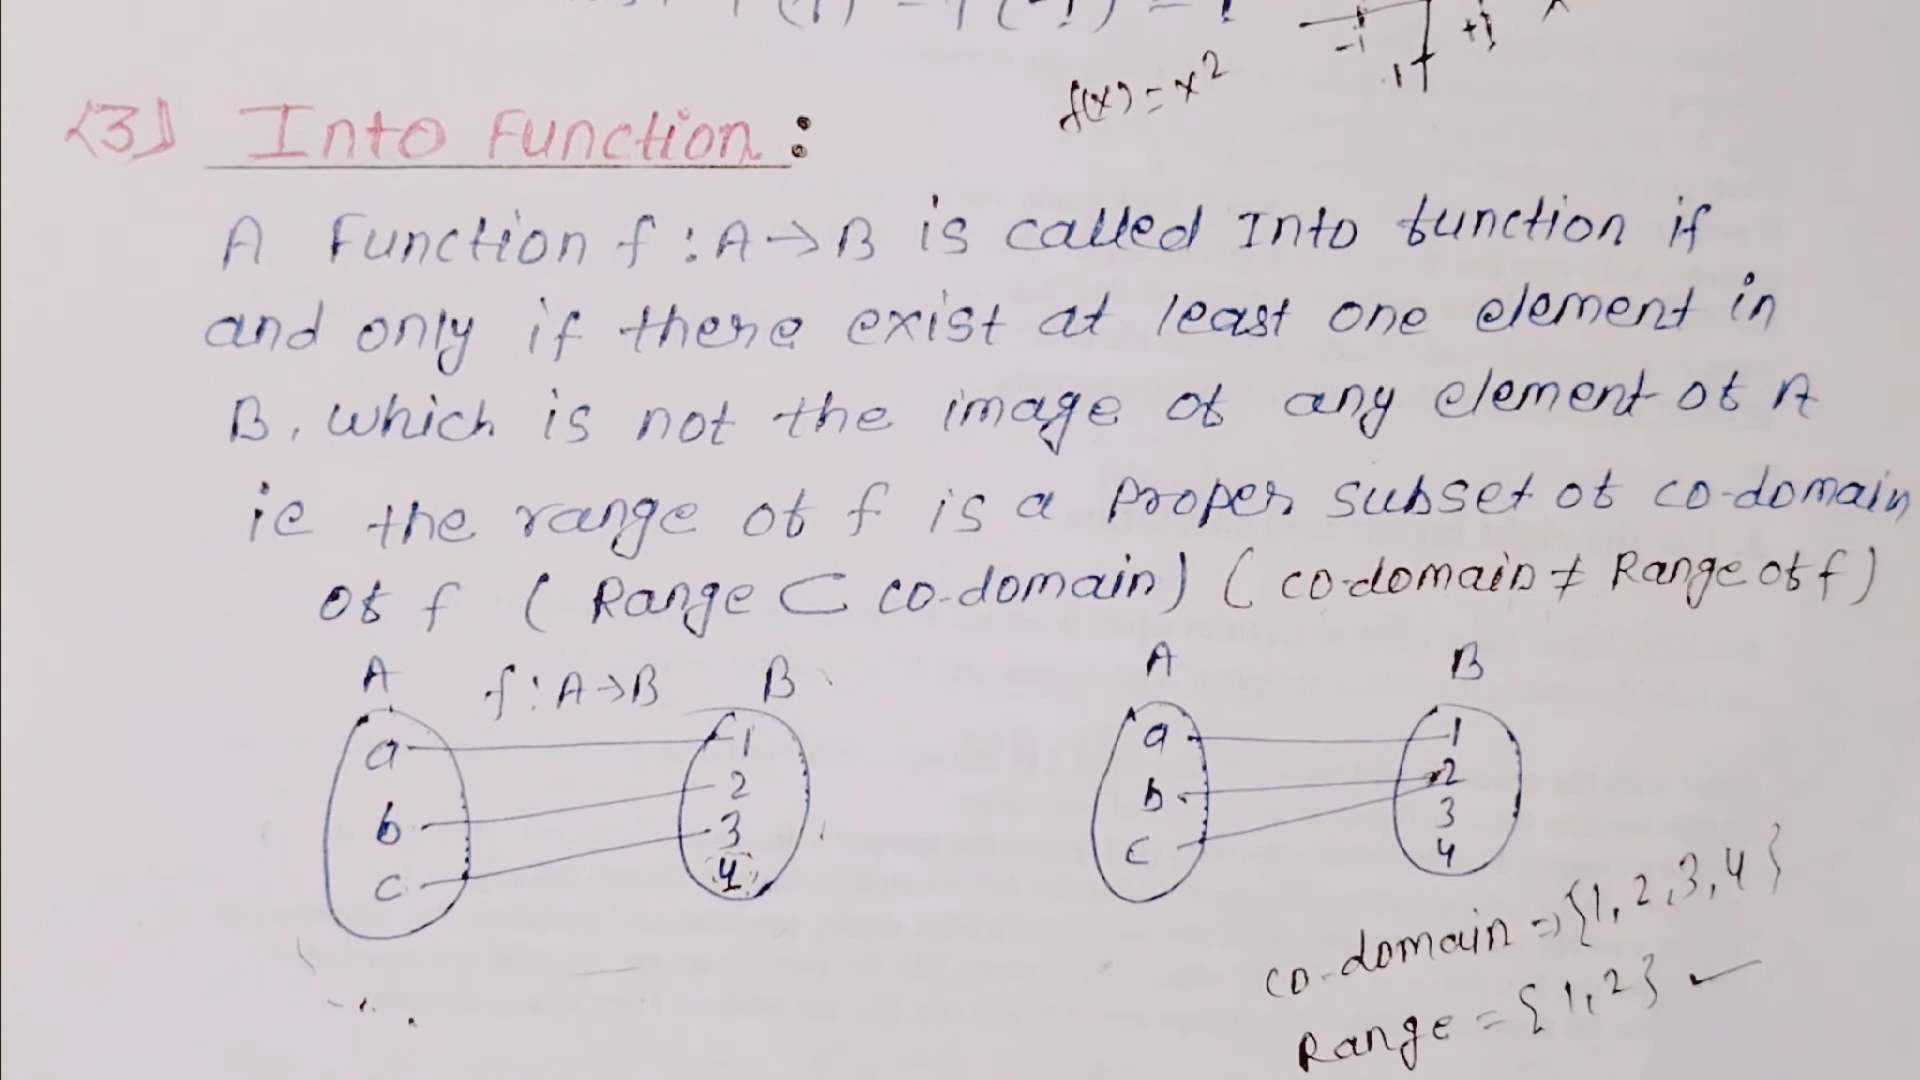 f(x) = x²
-1
+1
(3) Into Function :
A Function f : A → B is called Into function if
and only if there exist at least one element in
B, which is not the image of any element of A
ie the range of f is a proper subset of co-domain
of f ( Range ⊂ co-domain) ( co-domain ≠ Range of f )
A f : A → B B
a 1
b 2
c 3
4
A B
a 1
b 2
c 3
4
co-domain ⇒ {1, 2, 3, 4}
Range = {1, 2} ✓